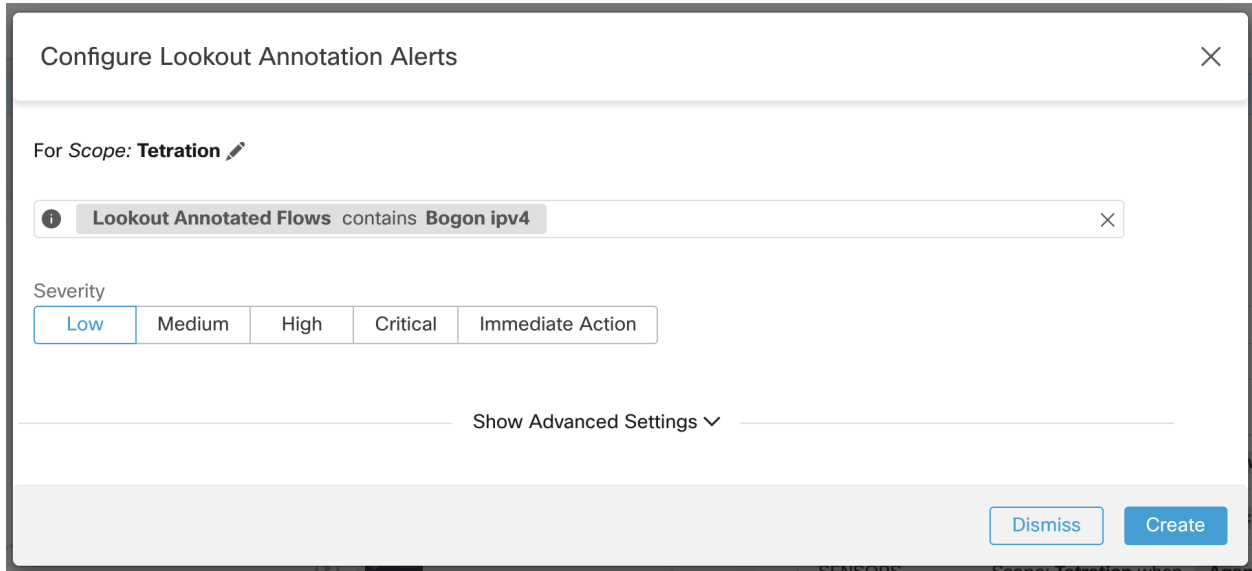 Configure Lookout Annotation Alerts
For Scope: Tetration
Lookout Annotated Flows contains Bogon ipv4
Severity
Low Medium High Critical Immediate Action
Show Advanced Settings
Dismiss Create